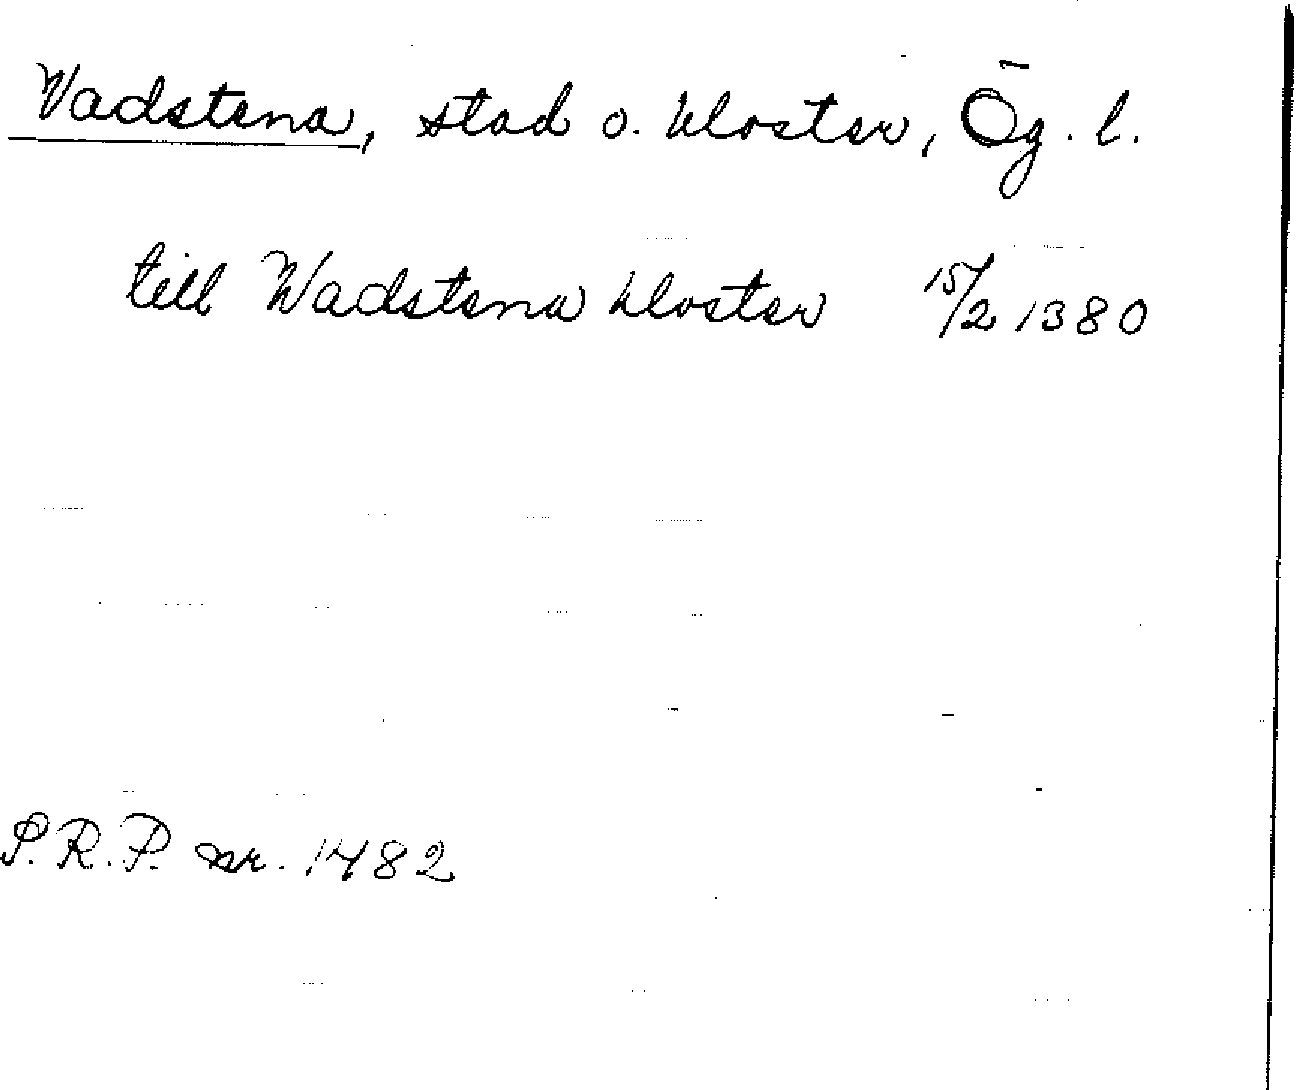 Vadstena, stad o. kloster, Ög. l.
till Wadstena kloster 15/2 1380
S.R.P. nr. 1482